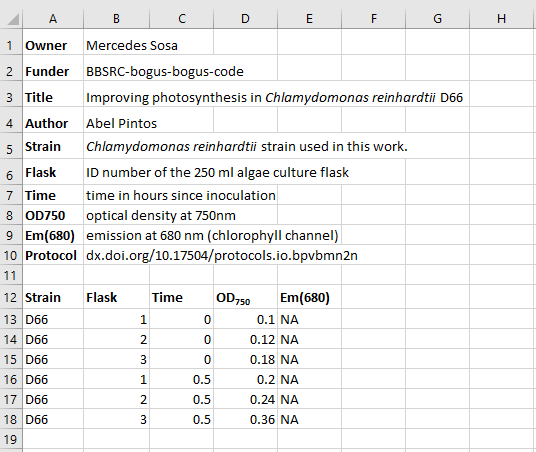 A B C D E F G H
1 Owner Mercedes Sosa
2 Funder BBSRC-bogus-bogus-code
3 Title Improving photosynthesis in Chlamydomonas reinhardtii D66
4 Author Abel Pintos
5 Strain Chlamydomonas reinhardtii strain used in this work.
6 Flask ID number of the 250 ml algae culture flask
7 Time time in hours since inoculation
8 OD750 optical density at 750nm
9 Em(680) emission at 680 nm (chlorophyll channel)
10 Protocol dx.doi.org/10.17504/protocols.io.bpvbmn2n
11
12 Strain Flask Time OD750 Em(680)
13 D66 1 0 0.1 NA
14 D66 2 0 0.12 NA
15 D66 3 0 0.18 NA
16 D66 1 0.5 0.2 NA
17 D66 2 0.5 0.24 NA
18 D66 3 0.5 0.36 NA
19